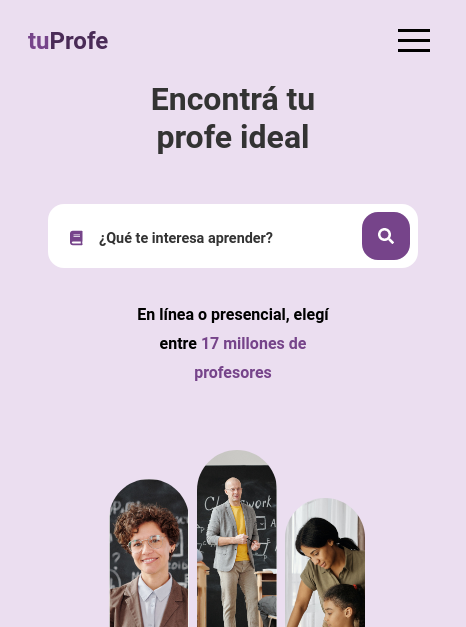 tuProfe
Encontrá tu
profe ideal
¿Qué te interesa aprender?
En línea o presencial, elegí
entre 17 millones de
profesores